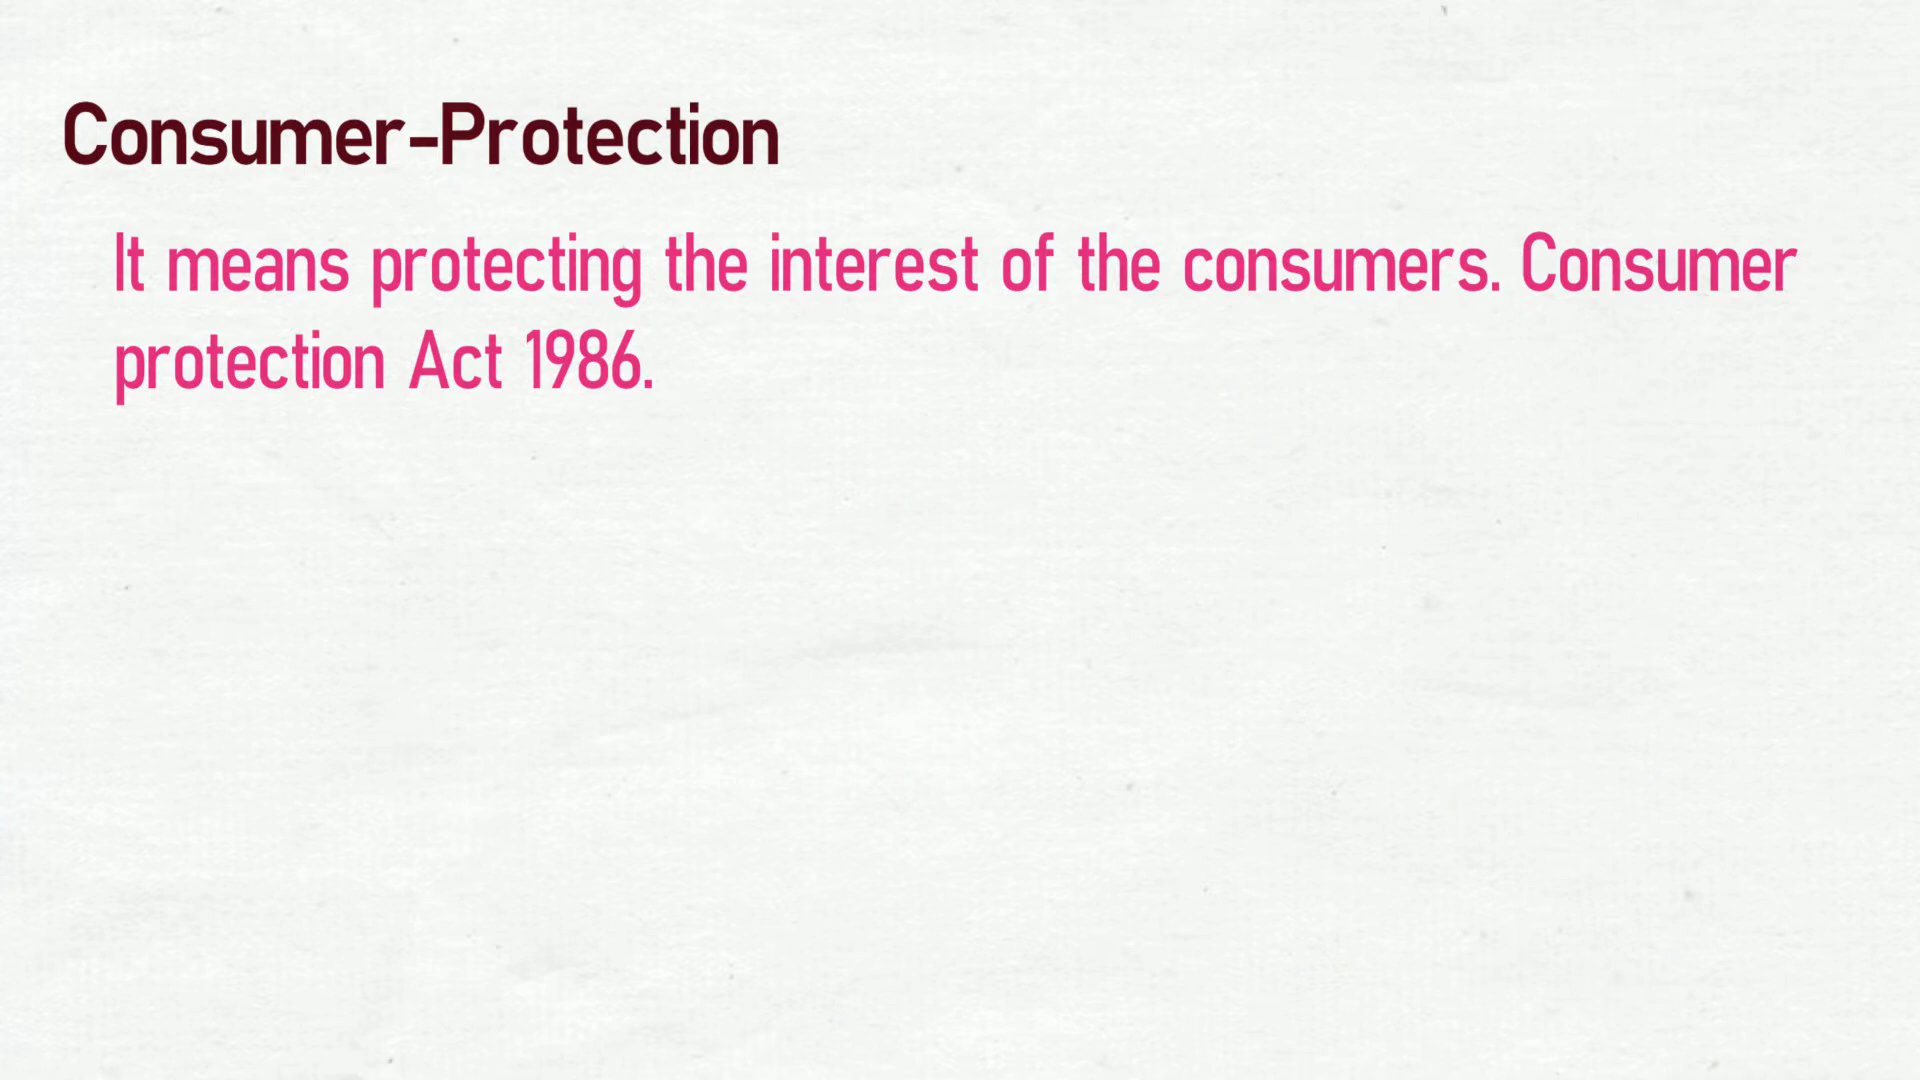 Consumer-Protection
It means protecting the interest of the consumers. Consumer
protection Act 1986.